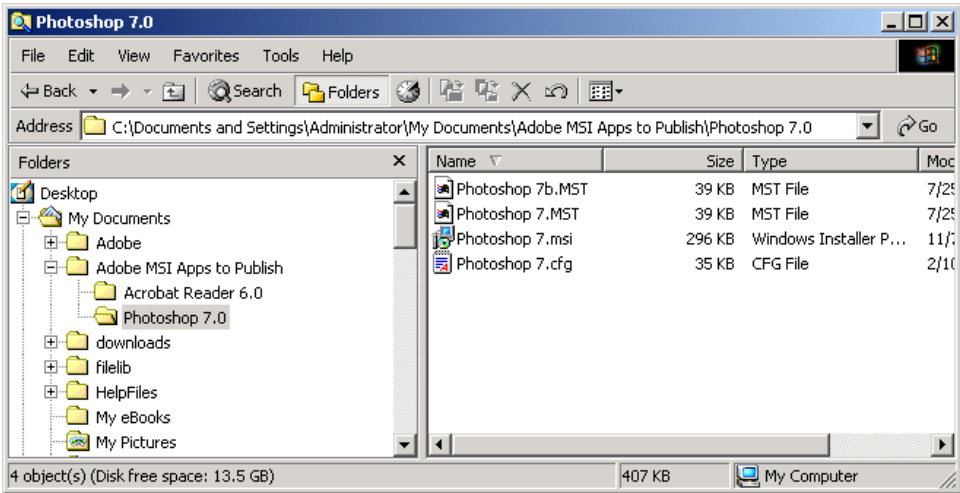 Photoshop 7.0
File Edit View Favorites Tools Help
Back Search Folders
Address C:\Documents and Settings\Administrator\My Documents\Adobe MSI Apps to Publish\Photoshop 7.0 Go
Folders x Name Size Type
Desktop
Photoshop 7b.MST 39 KB MST File
My Documents
Photoshop 7.MST 39 KB MST File
Adobe
Photoshop 7.msi 296 KB Windows Installer P...
Adobe MSI Apps to Publish
Photoshop 7.cfg 35 KB CFG File
Acrobat Reader 6.0
Photoshop 7.0
downloads
filelib
HelpFiles
My eBooks
My Pictures
4 object(s) (Disk free space: 13.5 GB) 407 KB My Computer